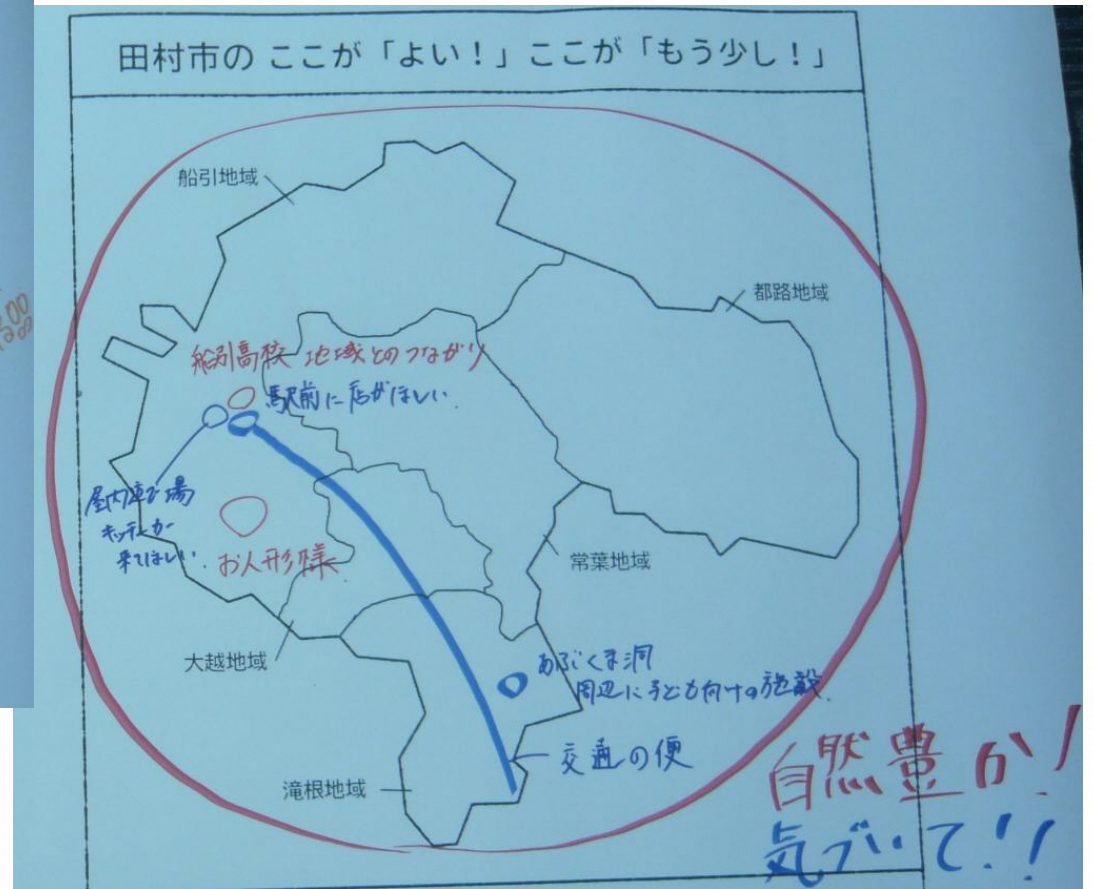 田村市の ここが「よい!」ここが「もう少し!」
船引地域
都路地域
船引高校 地域とのつながり
駅前に店がほしい.
場
キッチンカー
来てほしい.
お人形様
常葉地域
大越地域
あぶくま洞
周辺に子ども向けの施設.
交通の便
滝根地域
自然豊か!
気づいて!!